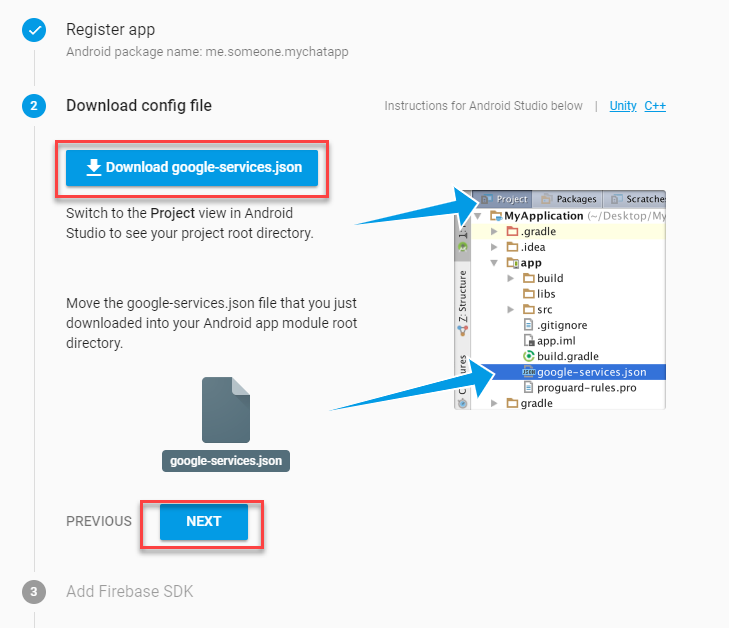 Register app
Android package name: me.someone.mychatapp
2
Download config file
Instructions for Android Studio below | Unity C++
Download google-services.json
Switch to the Project view in Android
Studio to see your project root directory.
Move the google-services.json file that you just
downloaded into your Android app module root
directory.
google-services.json
Project Packages Scratches
MyApplication (~/Desktop/My
.gradle
.idea
app
build
libs
src
.gitignore
app.iml
build.gradle
google-services.json
proguard-rules.pro
gradle
Z: Structure
PREVIOUS
NEXT
3
Add Firebase SDK